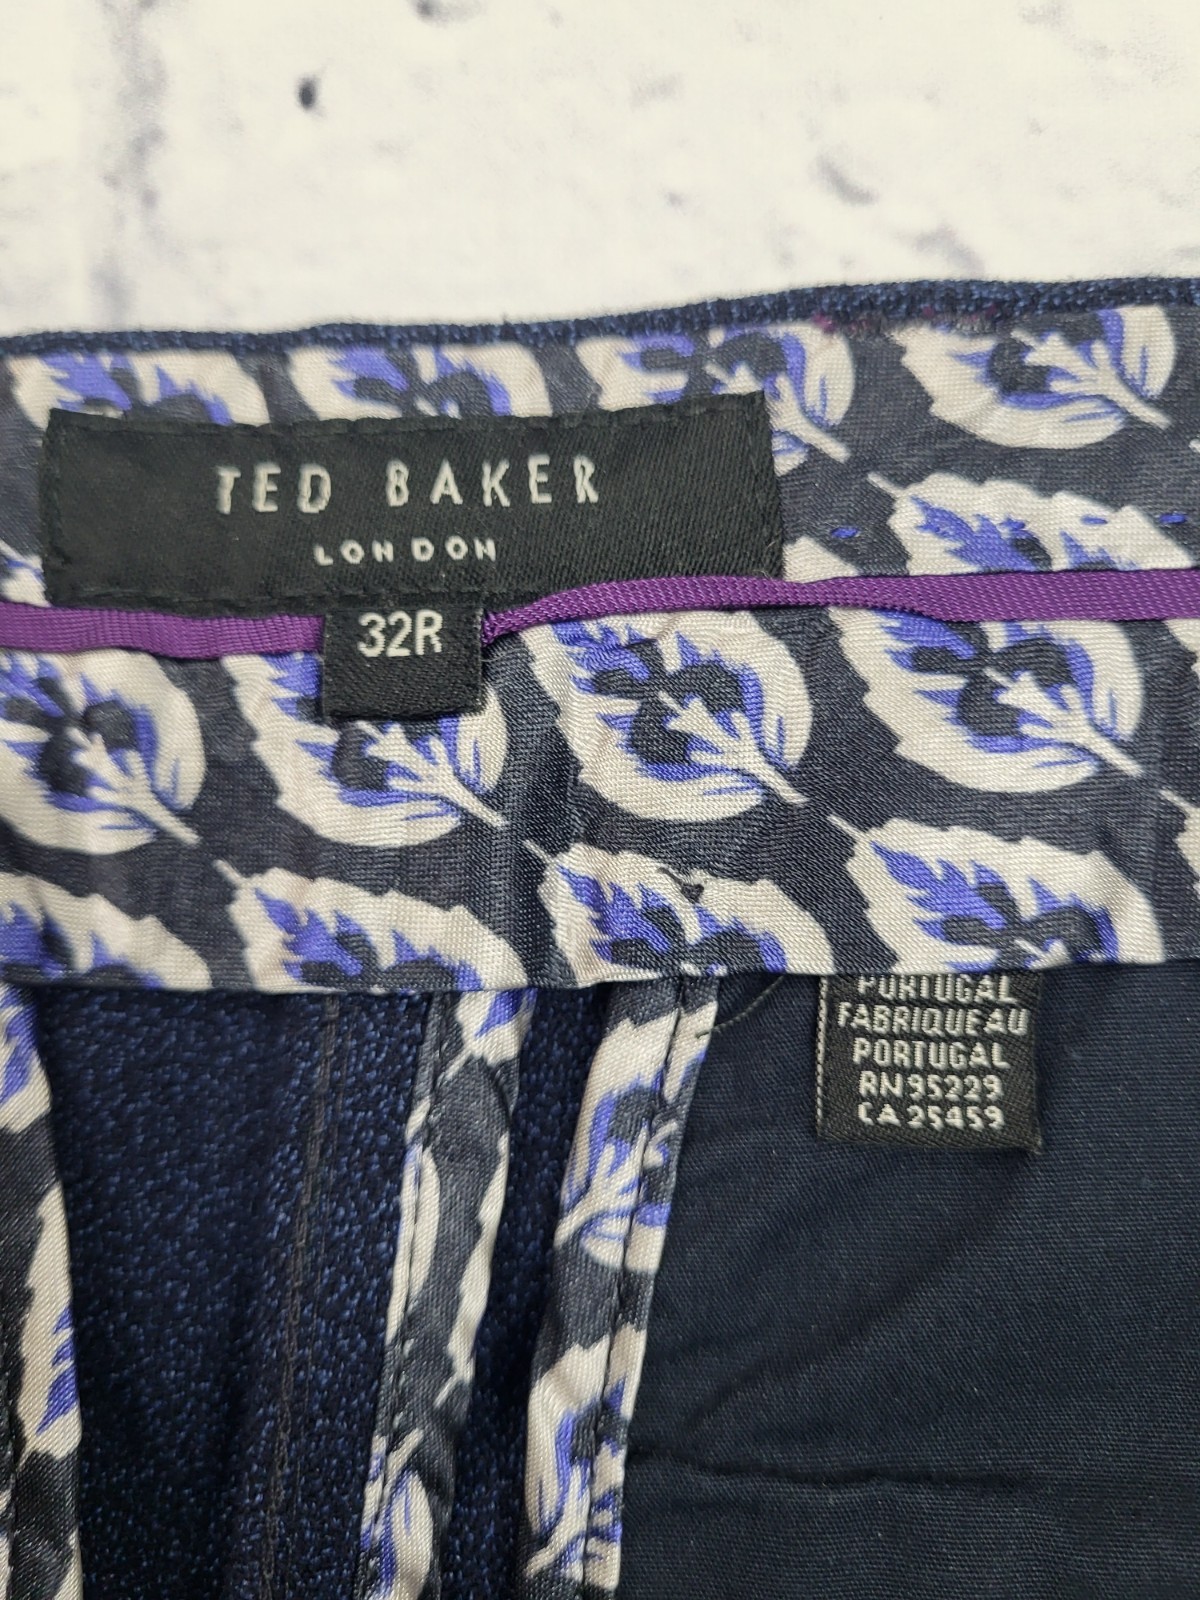 TED BAKER
LONDON
32R
PORTUGAL
FABRIQUE AU
PORTUGAL
RN 95229
CA 25459